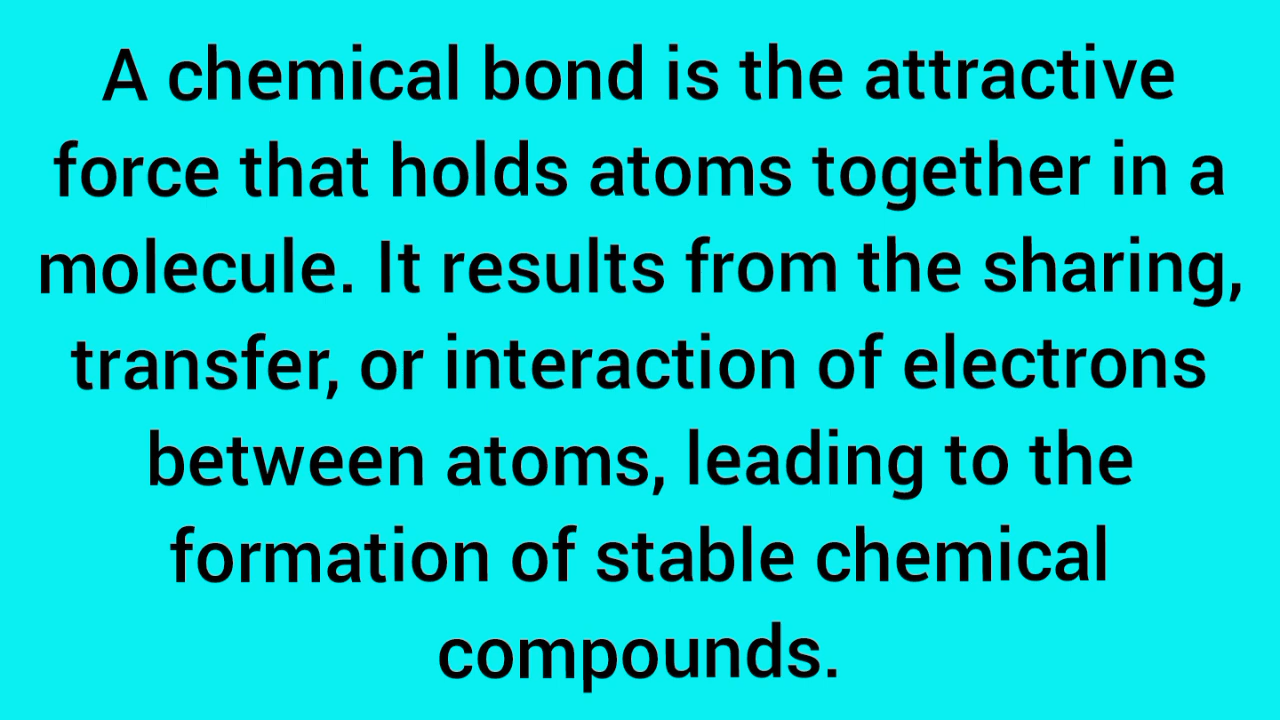 A chemical bond is the attractive
force that holds atoms together in a
molecule. It results from the sharing,
transfer, or interaction of electrons
between atoms, leading to the
formation of stable chemical
compounds.